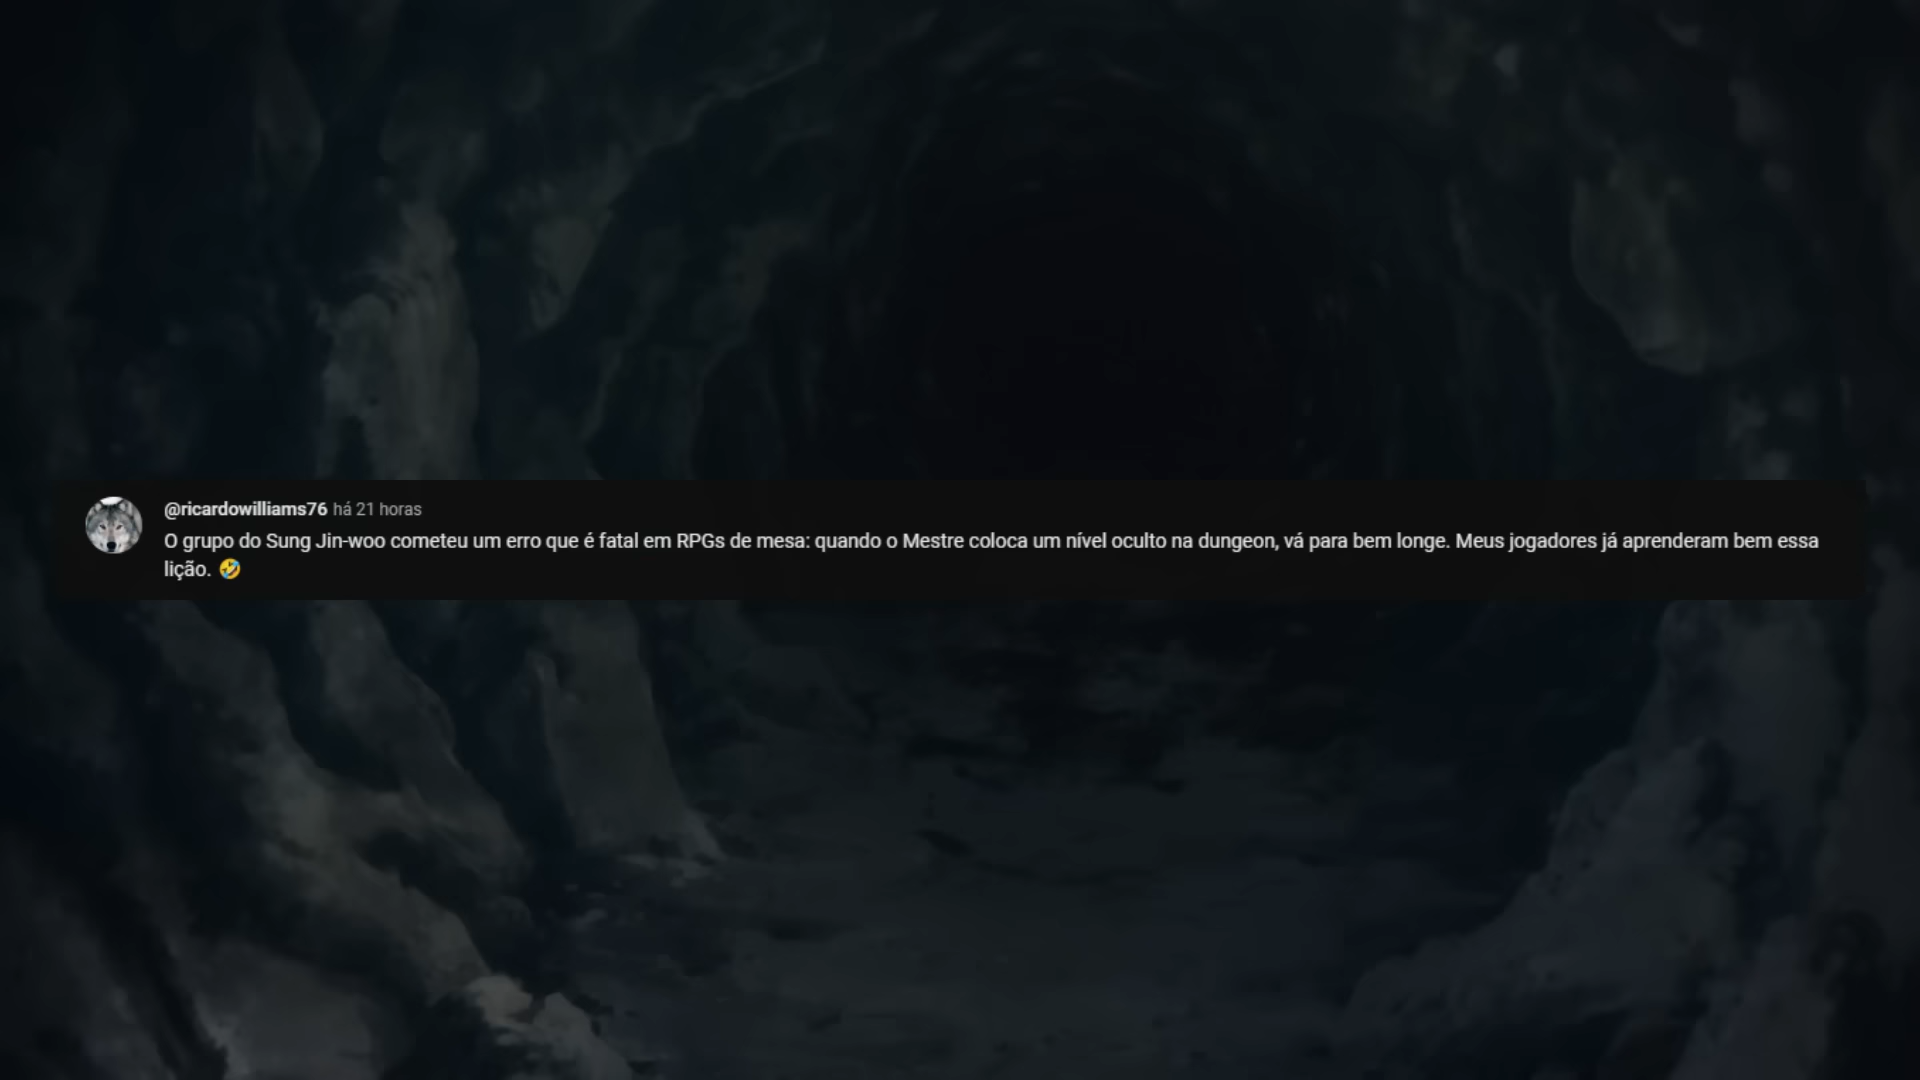 @ricardowilliams76 há 21 horas
O grupo do Sung Jin-woo cometeu um erro que é fatal em RPGs de mesa: quando o Mestre coloca um nível oculto na dungeon, vá para bem longe. Meus jogadores já aprenderam bem essa
lição. 🤣